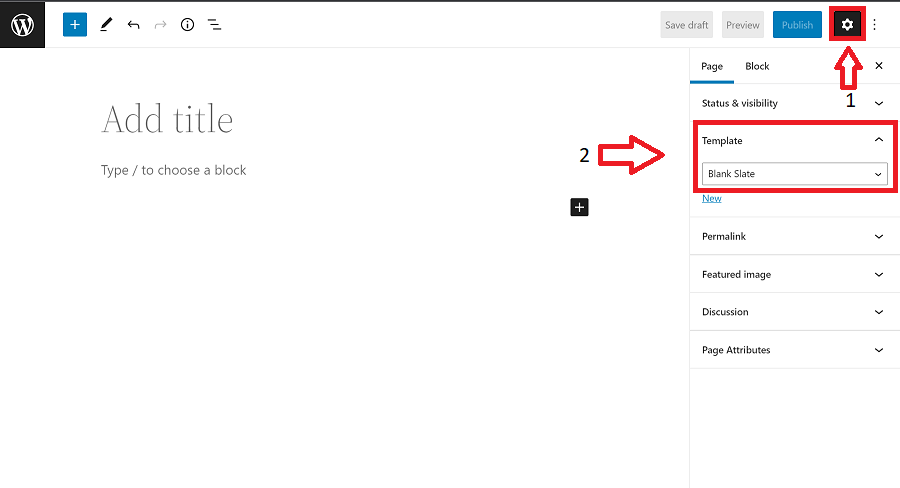 Save draft Preview Publish
Page Block
Status & visibility 1
Add title
Template
2
Type / to choose a block
Blank Slate
New
Permalink
Featured image
Discussion
Page Attributes